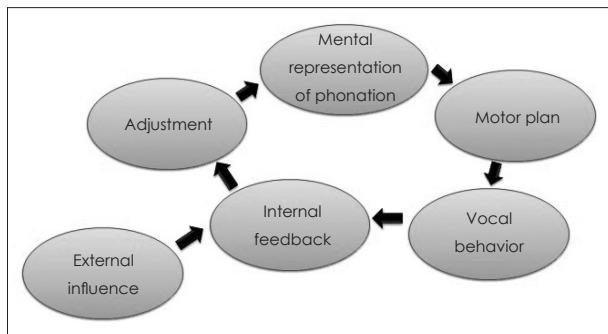 Mental
representation
of phonation
Adjustment
Motor plan
Internal
feedback
Vocal
behavior
External
influence